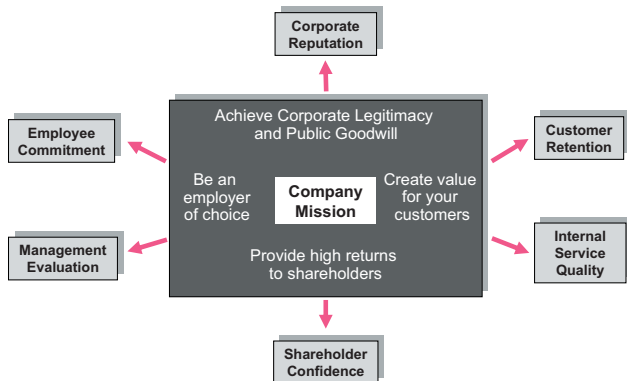 Corporate
Reputation
Achieve Corporate Legitimacy
and Public Goodwill
Employee
Commitment
Customer
Retention
Be an
employer
of choice
Company
Mission
Create value
for your
customers
Management
Evaluation
Internal
Service
Quality
Provide high returns
to shareholders
Shareholder
Confidence